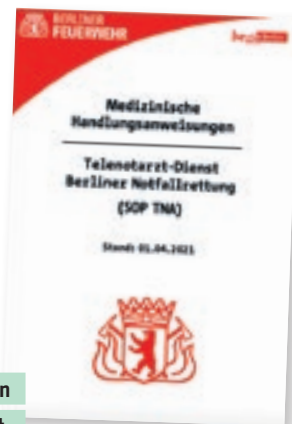 BERLINER
FEUERWEHR
Medizinische
Handlungsanweisungen
Telenotarzt-Dienst
Berliner Notfallrettung
(SOP TNA)
Stand: 01.04.2021